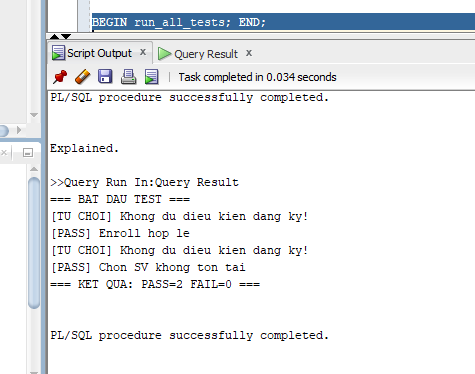 BEGIN run_all_tests; END;
Script Output x
Query Result x
Task completed in 0.034 seconds
PL/SQL procedure successfully completed.
Explained.
>>Query Run In:Query Result
=== BAT DAU TEST ===
[TU CHOI] Khong du dieu kien dang ky!
[PASS] Enroll hop le
[TU CHOI] Khong du dieu kien dang ky!
[PASS] Chon SV khong ton tai
=== KET QUA: PASS=2 FAIL=0 ===
PL/SQL procedure successfully completed.